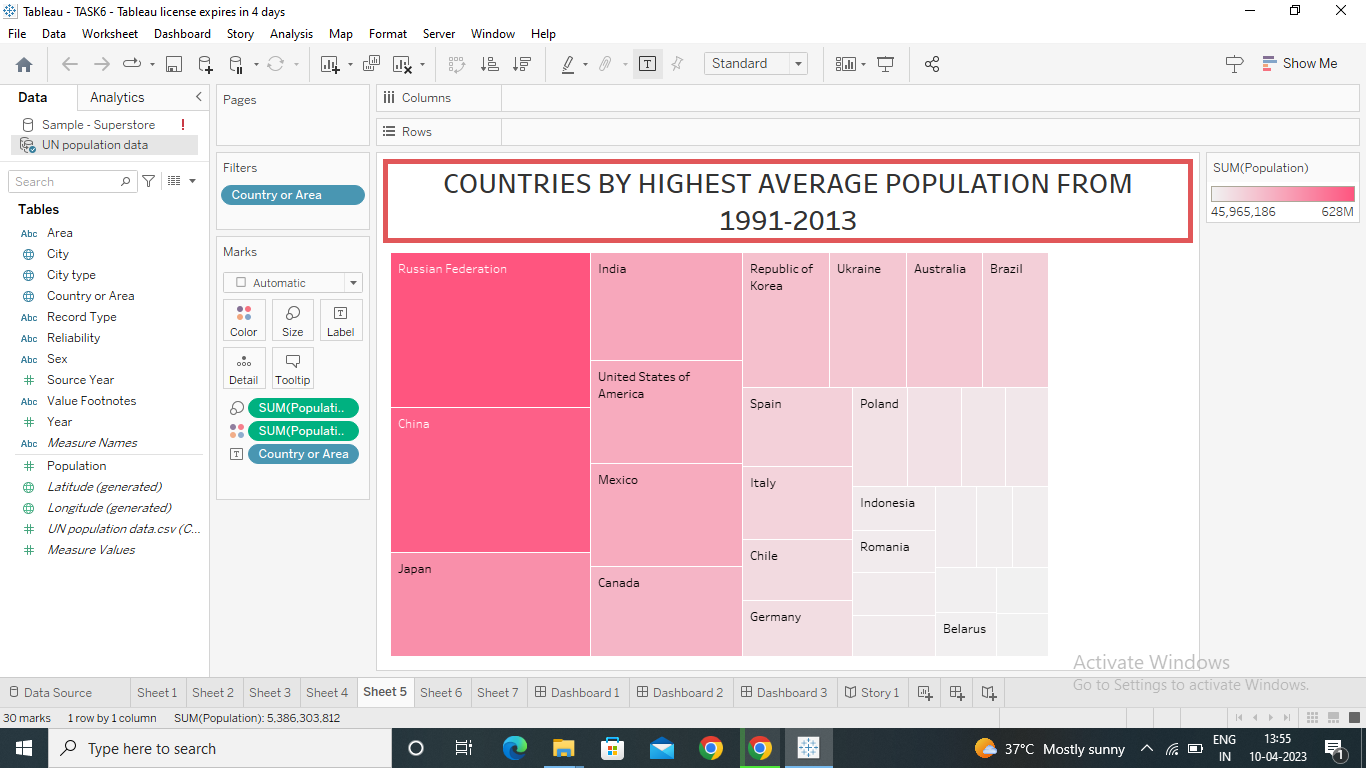 Tableau - TASK6 - Tableau license expires in 4 days
File Data Worksheet Dashboard Story Analysis Map Format Server Window Help
Standard
Show Me
Data Analytics
Sample - Superstore
UN population data
Search
Tables
Abc Area
City
City type
Country or Area
Abc Record Type
Abc Reliability
Abc Sex
Source Year
Abc Value Footnotes
Year
Abc Measure Names
Population
Latitude (generated)
Longitude (generated)
UN population data.csv (C...
Measure Values
Pages
Filters
Country or Area
Marks
Automatic
Color Size Label
Detail Tooltip
SUM(Populati..
SUM(Populati..
Country or Area
Columns
Rows
COUNTRIES BY HIGHEST AVERAGE POPULATION FROM
1991-2013
Russian Federation
China
Japan
India
United States of
America
Mexico
Canada
Republic of
Korea
Ukraine
Australia
Brazil
Spain
Italy
Chile
Germany
Poland
Indonesia
Romania
Belarus
SUM(Population)
45,965,186 628M
Activate Windows
Go to Settings to activate Windows.
Data Source Sheet 1 Sheet 2 Sheet 3 Sheet 4 Sheet 5 Sheet 6 Sheet 7 Dashboard 1 Dashboard 2 Dashboard 3 Story 1
30 marks 1 row by 1 column SUM(Population): 5,386,303,812
Type here to search
37°C Mostly sunny
ENG
IN
13:55
10-04-2023
1